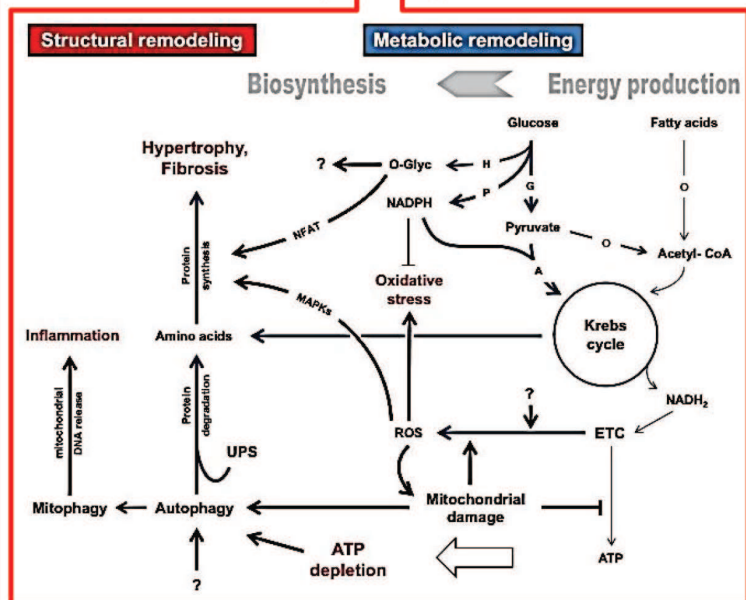 Structural remodeling
Metabolic remodeling
Biosynthesis
Energy production
Glucose
Fatty acids
Hypertrophy,
Fibrosis
?
O-Glyc
H
P
G
O
NADPH
NFAT
Pyruvate
O
Acetyl- CoA
A
Protein
synthesis
Oxidative
stress
MAPKs
Krebs
cycle
Inflammation
Amino acids
mitochondrial
DNA release
Protein
degradation
?
NADH2
ROS
ETC
UPS
Mitophagy
Autophagy
Mitochondrial
damage
ATP
depletion
ATP
?